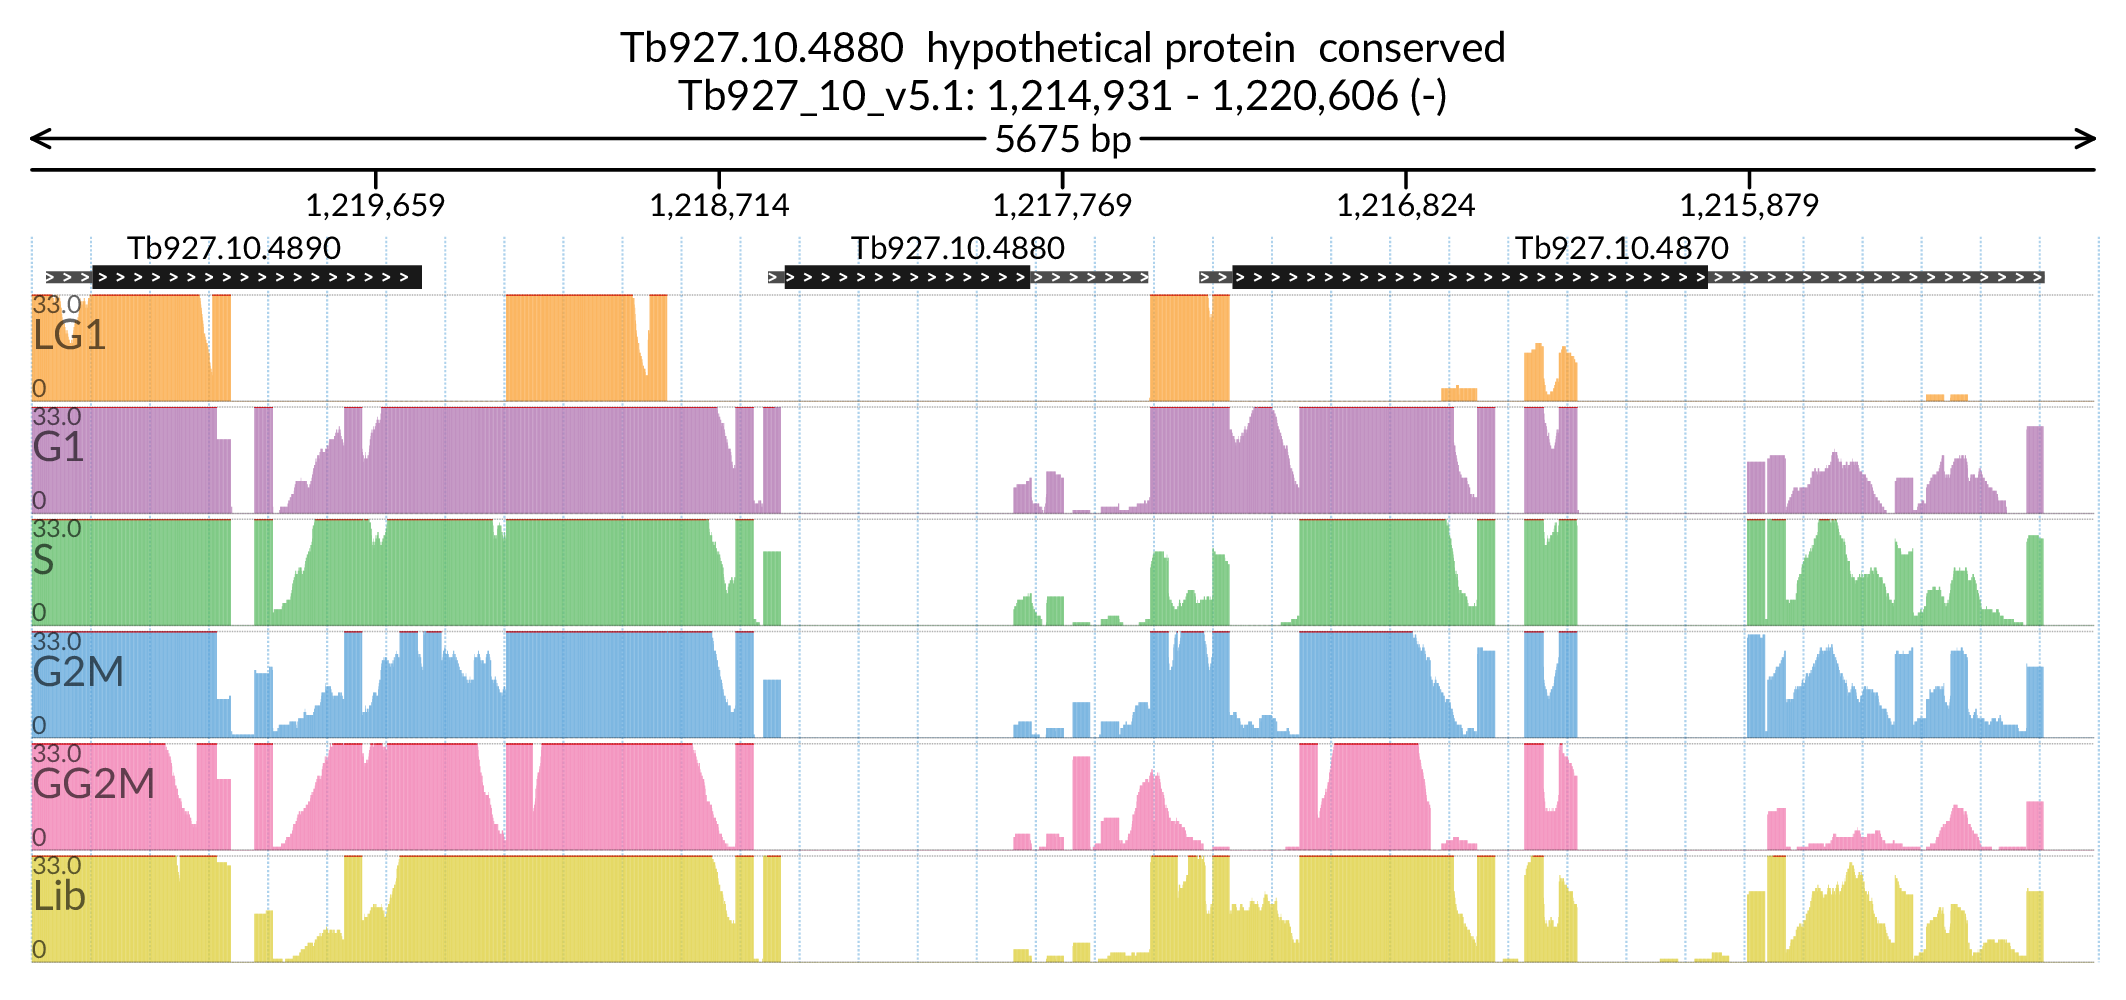 Tb927.10.4880 hypothetical protein conserved
Tb927_10_v5.1: 1,214,931 - 1,220,606 (-)
5675 bp
1,219,659 1,218,714 1,217,769 1,216,824 1,215,879
Tb927.10.4890 Tb927.10.4880 Tb927.10.4870
33.0
LG1
0
33.0
G1
0
33.0
S
0
33.0
G2M
0
33.0
GG2M
0
33.0
Lib
0